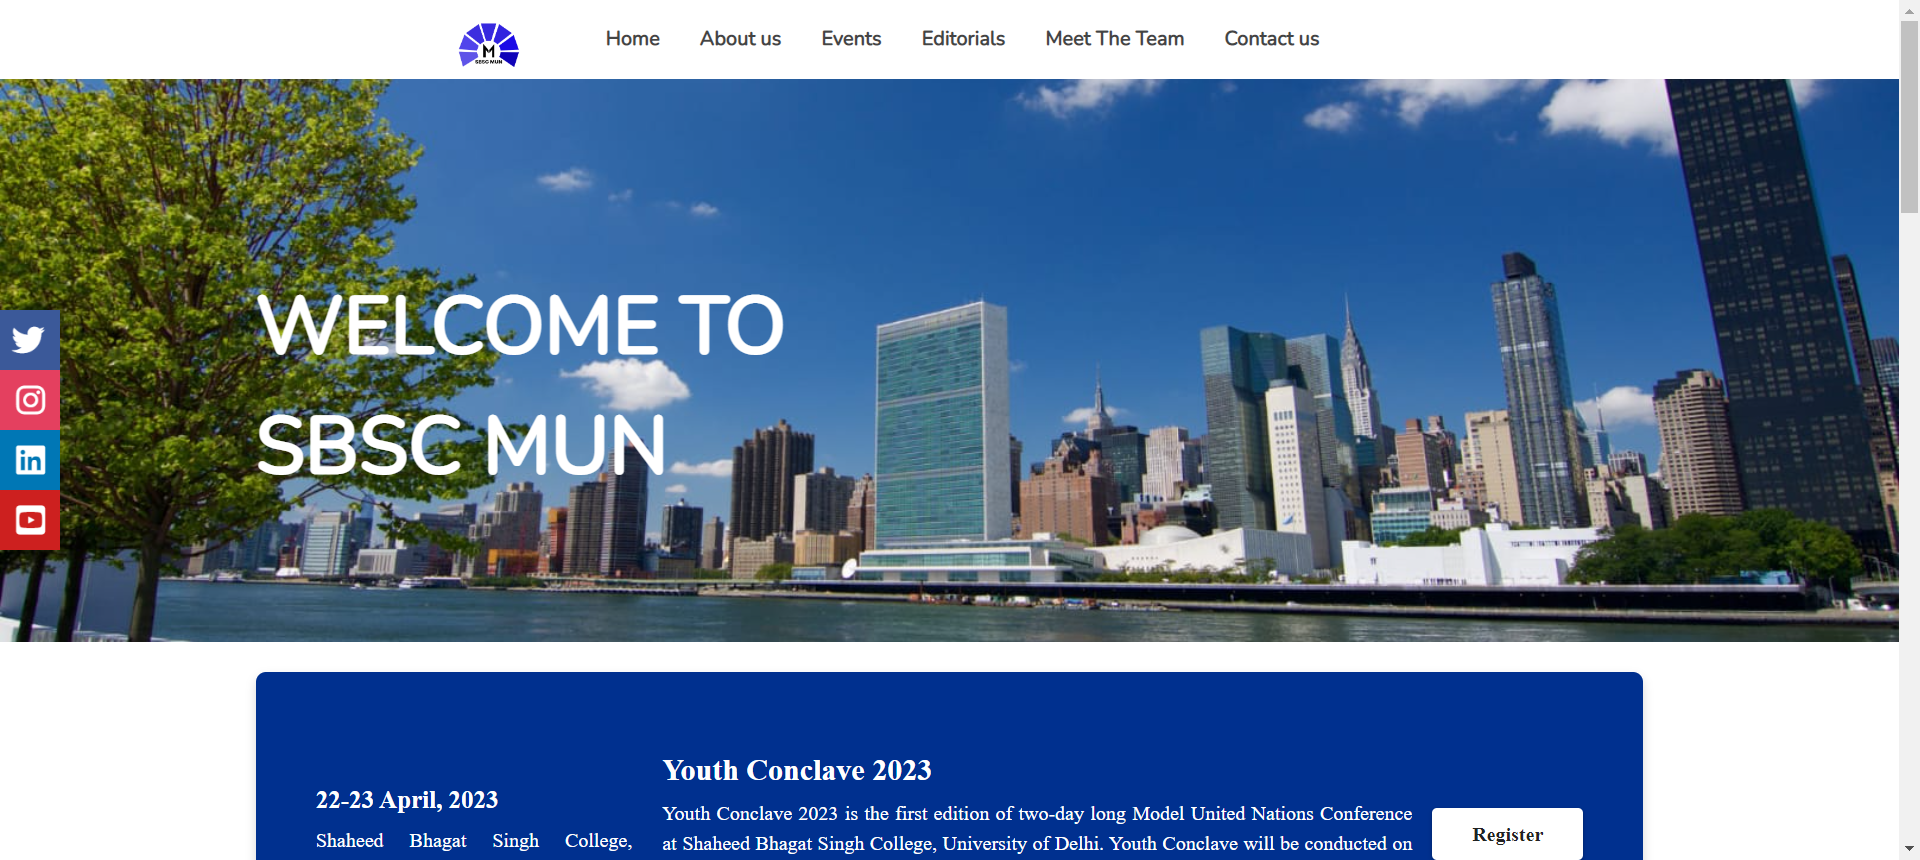 M
SBSC MUN
Home
About us
Events
Editorials
Meet The Team
Contact us
WELCOME TO
SBSC MUN
in
22-23 April, 2023
Shaheed Bhagat Singh College,
Youth Conclave 2023
Youth Conclave 2023 is the first edition of two-day long Model United Nations Conference
at Shaheed Bhagat Singh College, University of Delhi. Youth Conclave will be conducted on
Register